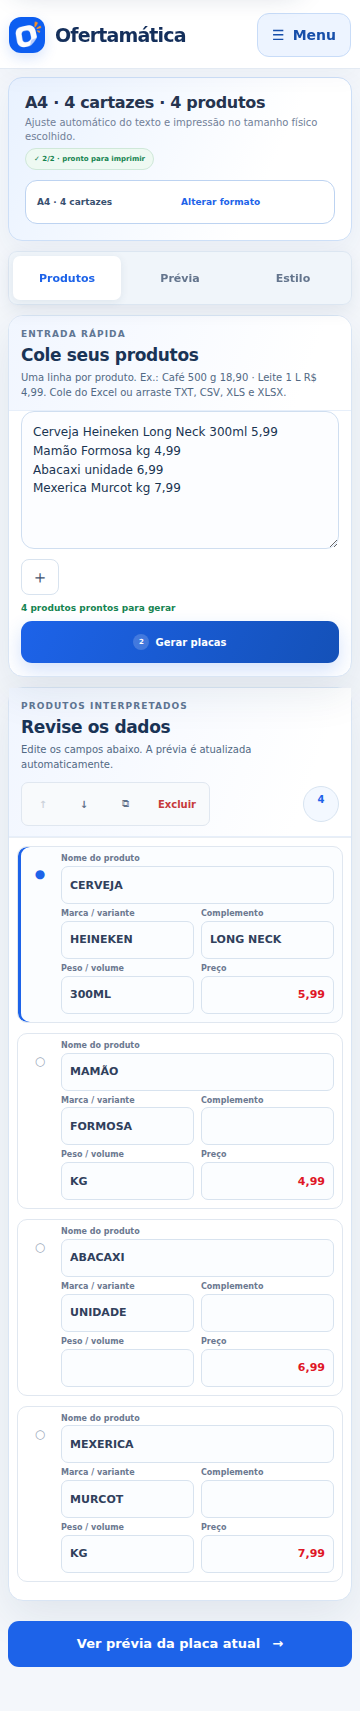 Ofertamática
☰ Menu
A4 · 4 cartazes · 4 produtos
Ajuste automático do texto e impressão no tamanho físico
escolhido.
✓ 2/2 · pronto para imprimir
A4 · 4 cartazes Alterar formato
Produtos Prévia Estilo
ENTRADA RÁPIDA
Cole seus produtos
Uma linha por produto. Ex.: Café 500 g 18,90 · Leite 1 L R$
4,99. Cole do Excel ou arraste TXT, CSV, XLS e XLSX.
Cerveja Heineken Long Neck 300ml 5,99
Mamão Formosa kg 4,99
Abacaxi unidade 6,99
Mexerica Murcot kg 7,99
+
4 produtos prontos para gerar
2 Gerar placas
PRODUTOS INTERPRETADOS
Revise os dados
Edite os campos abaixo. A prévia é atualizada
automaticamente.
↑ ↓ ⧉ Excluir 4
Nome do produto
CERVEJA
Marca / variante Complemento
HEINEKEN LONG NECK
Peso / volume Preço
300ML 5,99
Nome do produto
MAMÃO
Marca / variante Complemento
FORMOSA
Peso / volume Preço
KG 4,99
Nome do produto
ABACAXI
Marca / variante Complemento
UNIDADE
Peso / volume Preço
6,99
Nome do produto
MEXERICA
Marca / variante Complemento
MURCOT
Peso / volume Preço
KG 7,99
Ver prévia da placa atual →